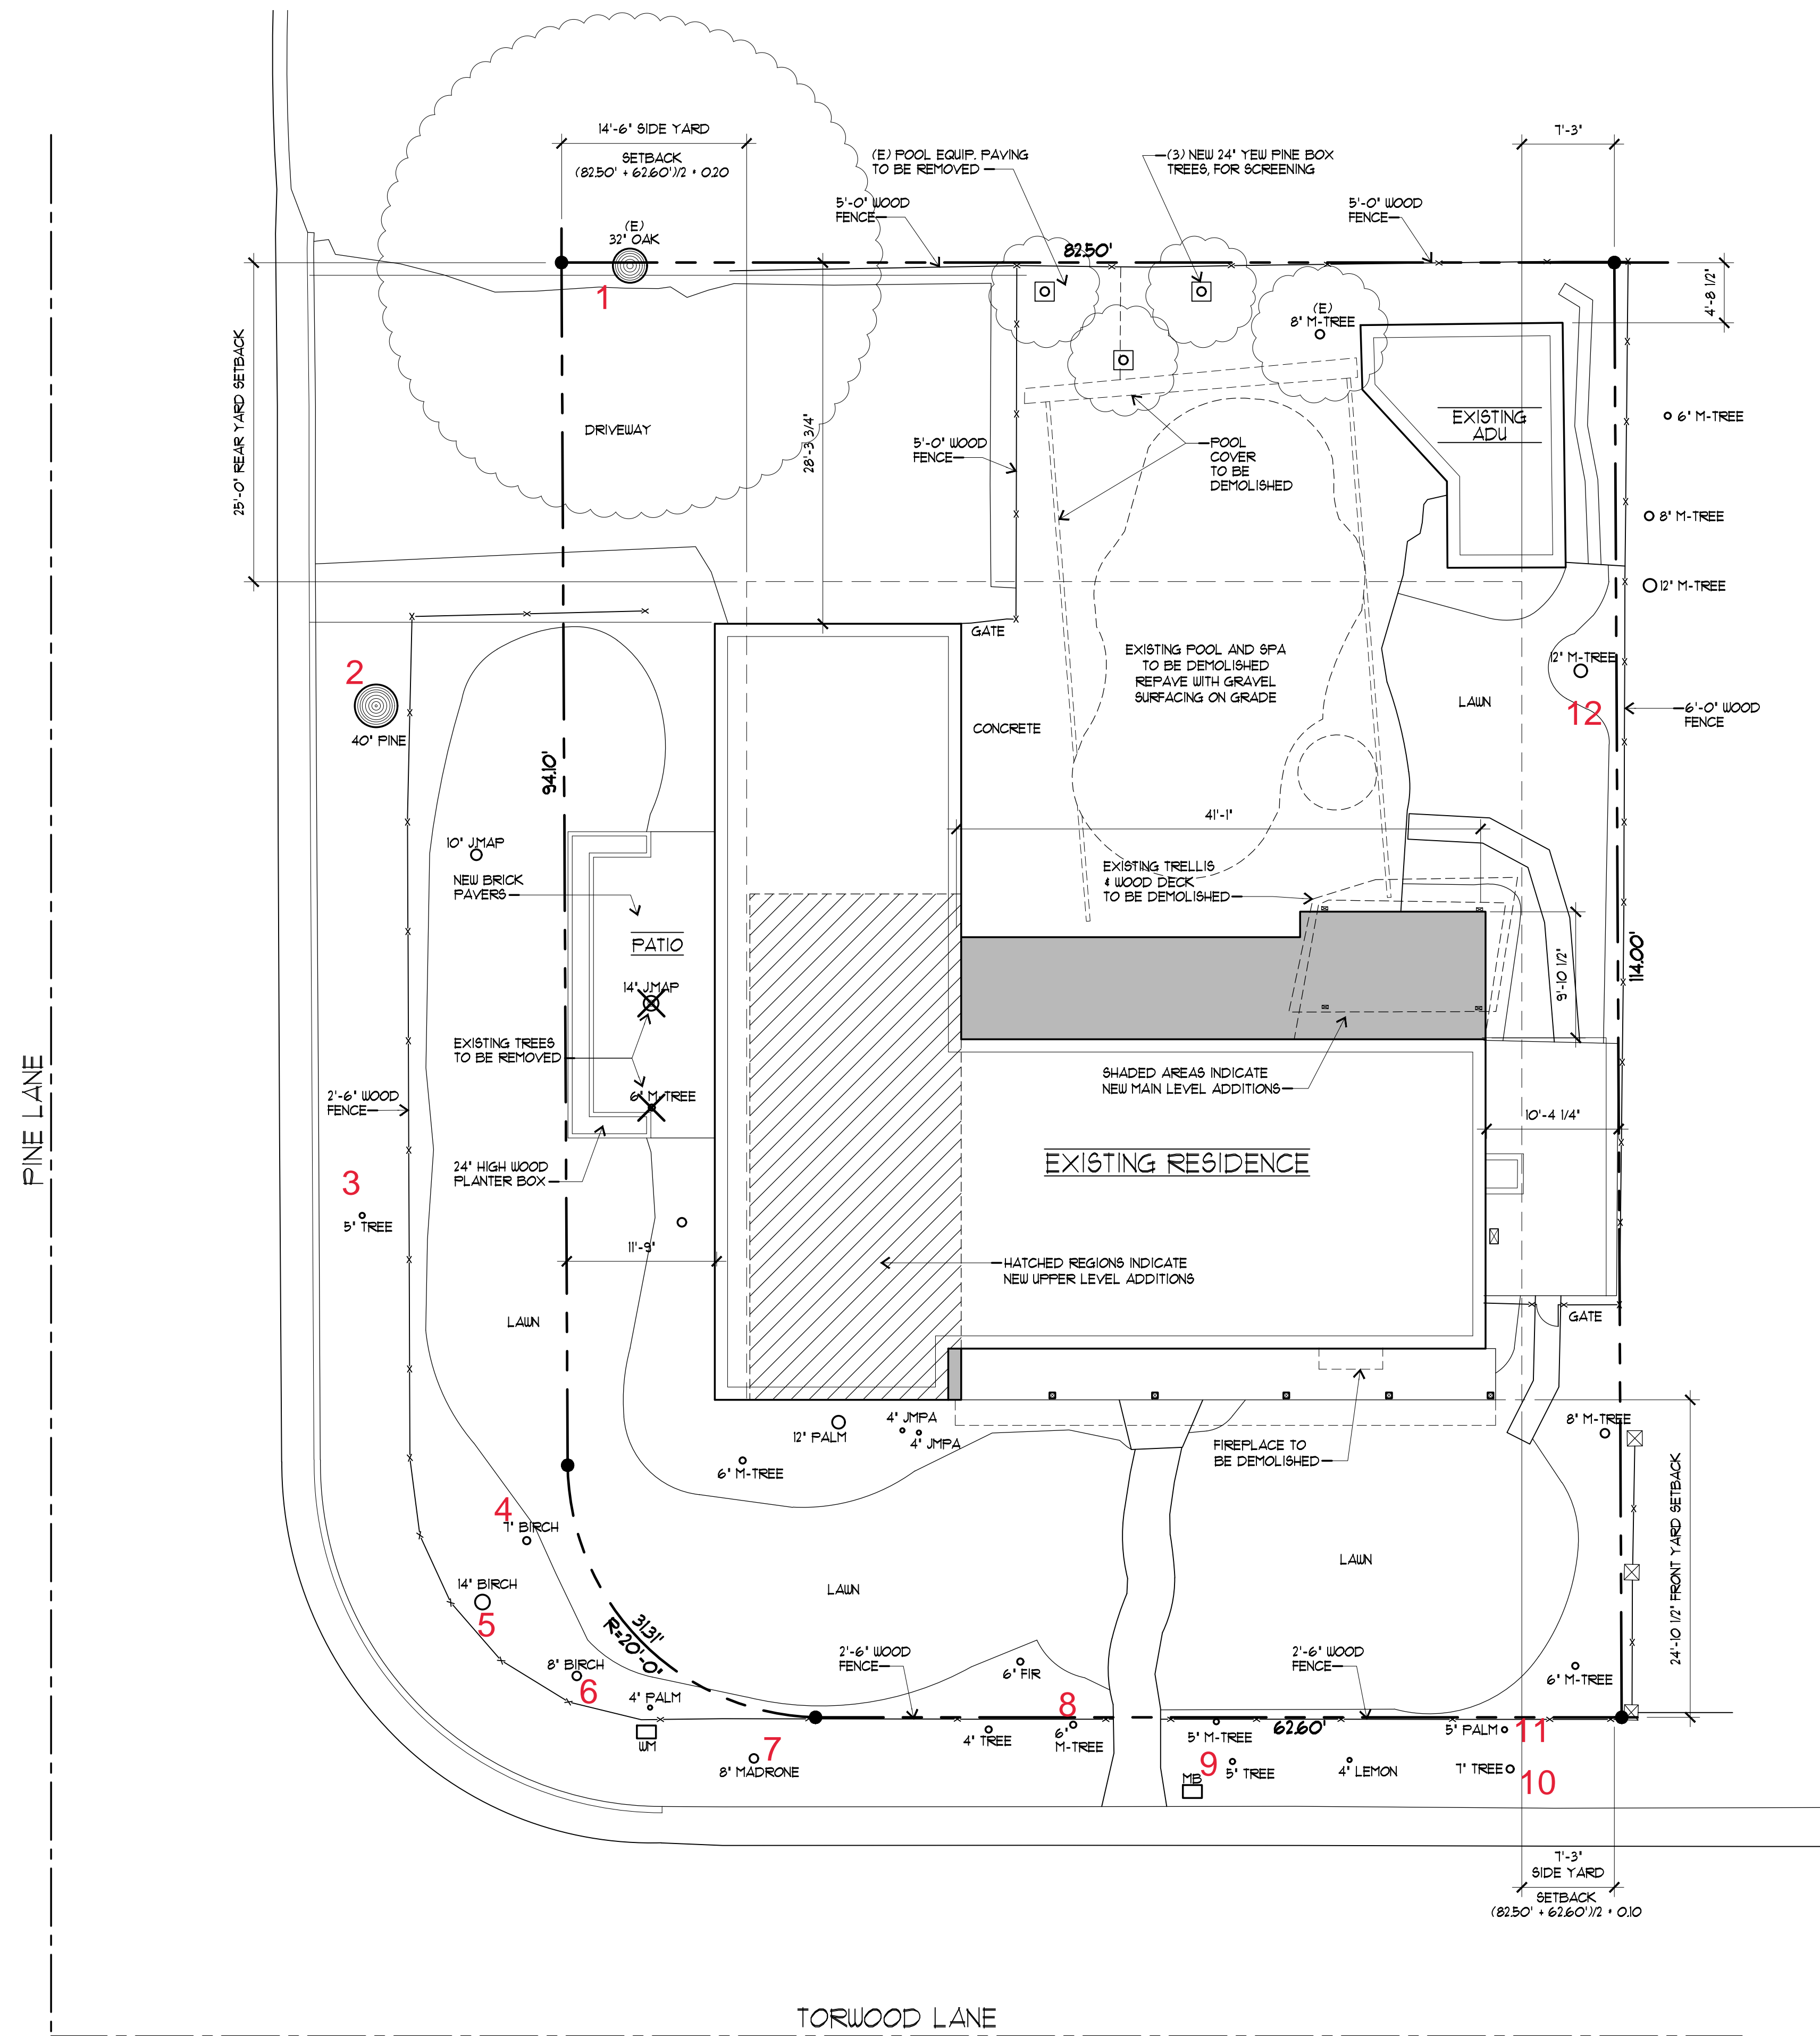 14'-6" SIDE YARD
SETBACK
(82.50' + 62.60')/2 * 0.20
7'-3"
(E) POOL EQUIP. PAVING
TO BE REMOVED
(3) NEW 24" YEW PINE BOX
TREES, FOR SCREENING
5'-0" WOOD
FENCE
5'-0" WOOD
FENCE
(E)
32" OAK
82.50'
1
4'-8 1/2"
(E)
8" M-TREE
25'-0" REAR YARD SETBACK
DRIVEWAY
28'-3 3/4"
5'-0" WOOD
FENCE
POOL
COVER
TO BE
DEMOLISHED
EXISTING
ADU
6" M-TREE
8" M-TREE
12" M-TREE
GATE
EXISTING POOL AND SPA
TO BE DEMOLISHED
REPAVE WITH GRAVEL
SURFACING ON GRADE
12" M-TREE
2
40" PINE
LAWN
12
6'-0" WOOD
FENCE
CONCRETE
94.10'
41'-1"
10" J.MAP
NEW BRICK
PAVERS
EXISTING TRELLIS
& WOOD DECK
TO BE DEMOLISHED
PATIO
114.00'
9'-10 1/2"
14" J.MAP
EXISTING TREES
TO BE REMOVED
6" M-TREE
SHADED AREAS INDICATE
NEW MAIN LEVEL ADDITIONS
2'-6" WOOD
FENCE
10'-4 1/4"
PINE LANE
24" HIGH WOOD
PLANTER BOX
EXISTING RESIDENCE
3
5" TREE
11'-9"
HATCHED REGIONS INDICATE
NEW UPPER LEVEL ADDITIONS
LAWN
GATE
12" PALM
4" JMPA
4" JMPA
8" M-TREE
FIREPLACE TO
BE DEMOLISHED
6" M-TREE
4
7" BIRCH
24'-10 1/2" FRONT YARD SETBACK
LAWN
LAWN
14" BIRCH
5
31.31'
R=20'-0"
2'-6" WOOD
FENCE
2'-6" WOOD
FENCE
6" FIR
8" BIRCH
6
6" M-TREE
4" PALM
8
WM
4" TREE
6"
M-TREE
5" M-TREE
62.60'
5" PALM
11
7
8" MADRONE
9
5" TREE
4" LEMON
7" TREE
10
MB
7'-3"
SIDE YARD
SETBACK
(82.50' + 62.60')/2 * 0.10
TORWOOD LANE